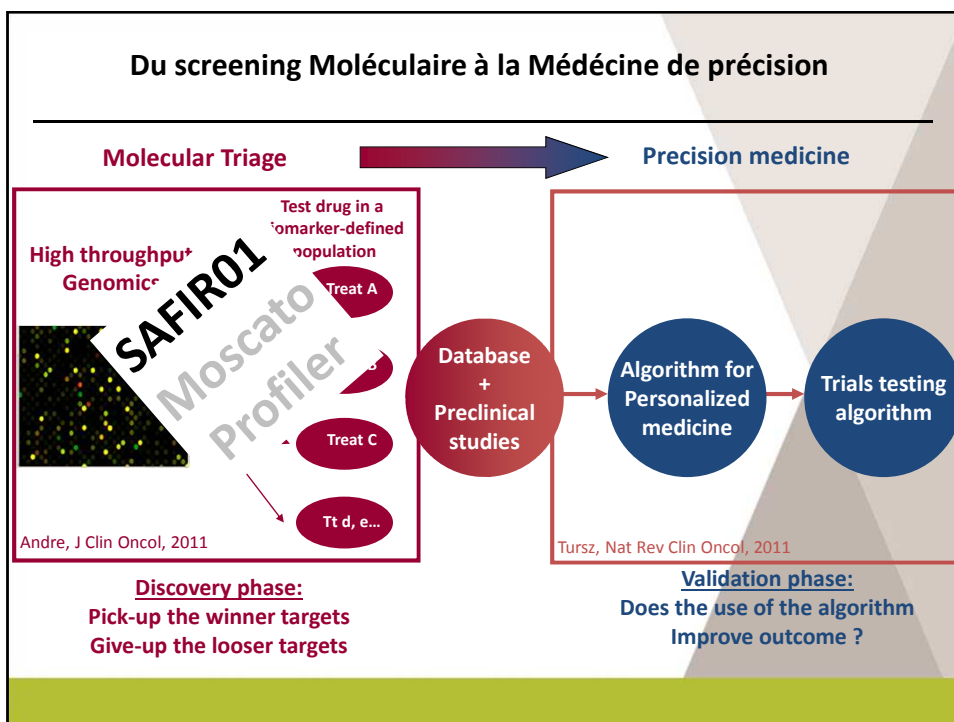 Du screening Moléculaire à la Médécine de précision
Molecular Triage
Precision medicine
High throughput
Genomics
Test drug in a
iomarker-defined
population
SAFIR01
Moscato
Profiler
Treat A
B
Treat C
Tt d, e...
Andre, J Clin Oncol, 2011
Database
+
Preclinical
studies
Algorithm for
Personalized
medicine
Trials testing
algorithm
Tursz, Nat Rev Clin Oncol, 2011
Discovery phase:
Pick-up the winner targets
Give-up the looser targets
Validation phase:
Does the use of the algorithm
Improve outcome ?